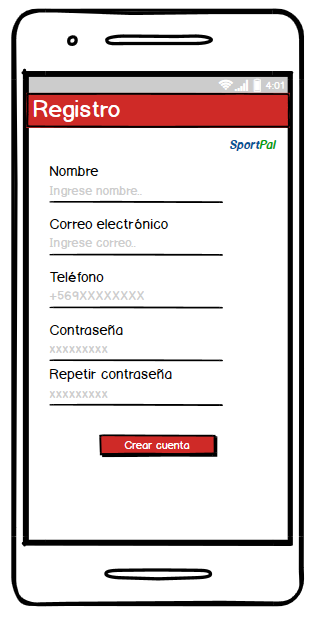 4:01
Registro
SportPal
Nombre
Ingrese nombre..
Correo electrónico
Ingrese correo..
Teléfono
+569XXXXXXXX
Contraseña
xxxxxxxxx
Repetir contraseña
xxxxxxxxx
Crear cuenta